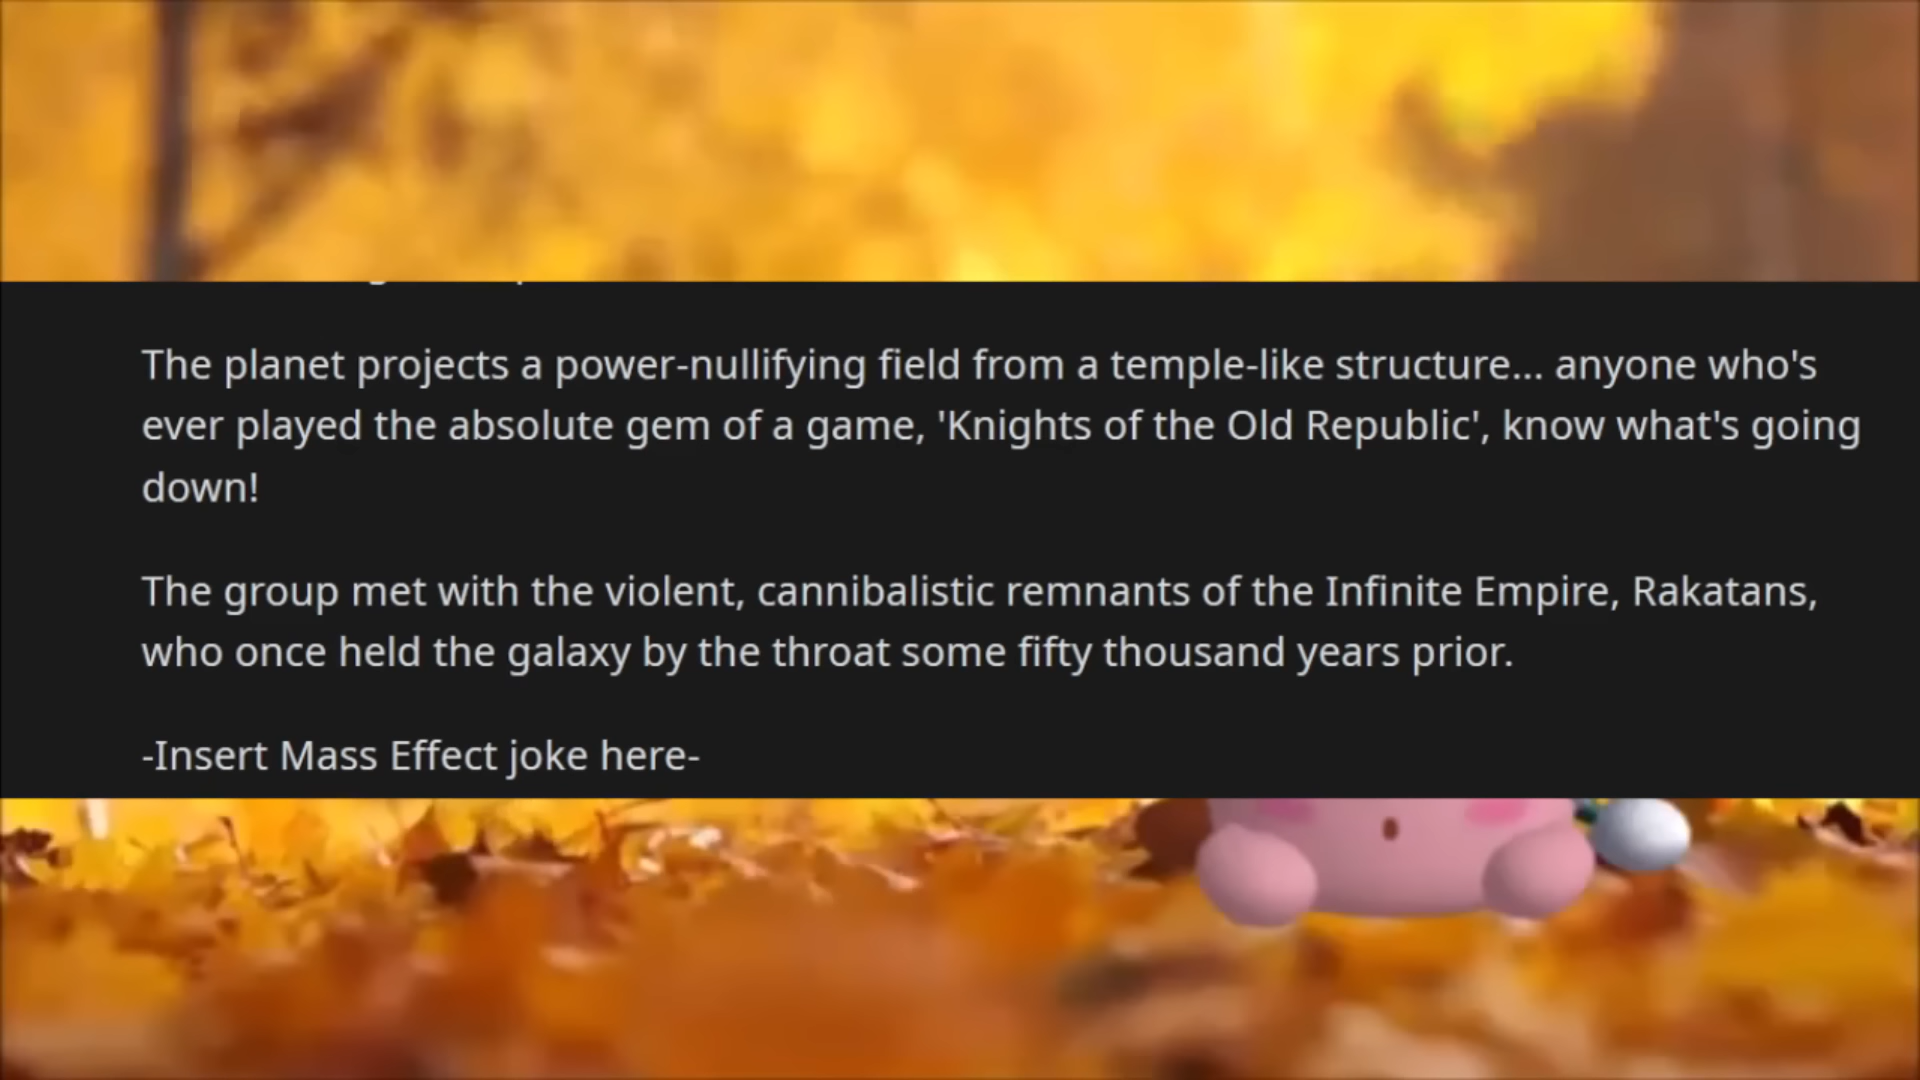 The planet projects a power-nullifying field from a temple-like structure... anyone who's
ever played the absolute gem of a game, 'Knights of the Old Republic', know what's going
down!
The group met with the violent, cannibalistic remnants of the Infinite Empire, Rakatans,
who once held the galaxy by the throat some fifty thousand years prior.
-Insert Mass Effect joke here-